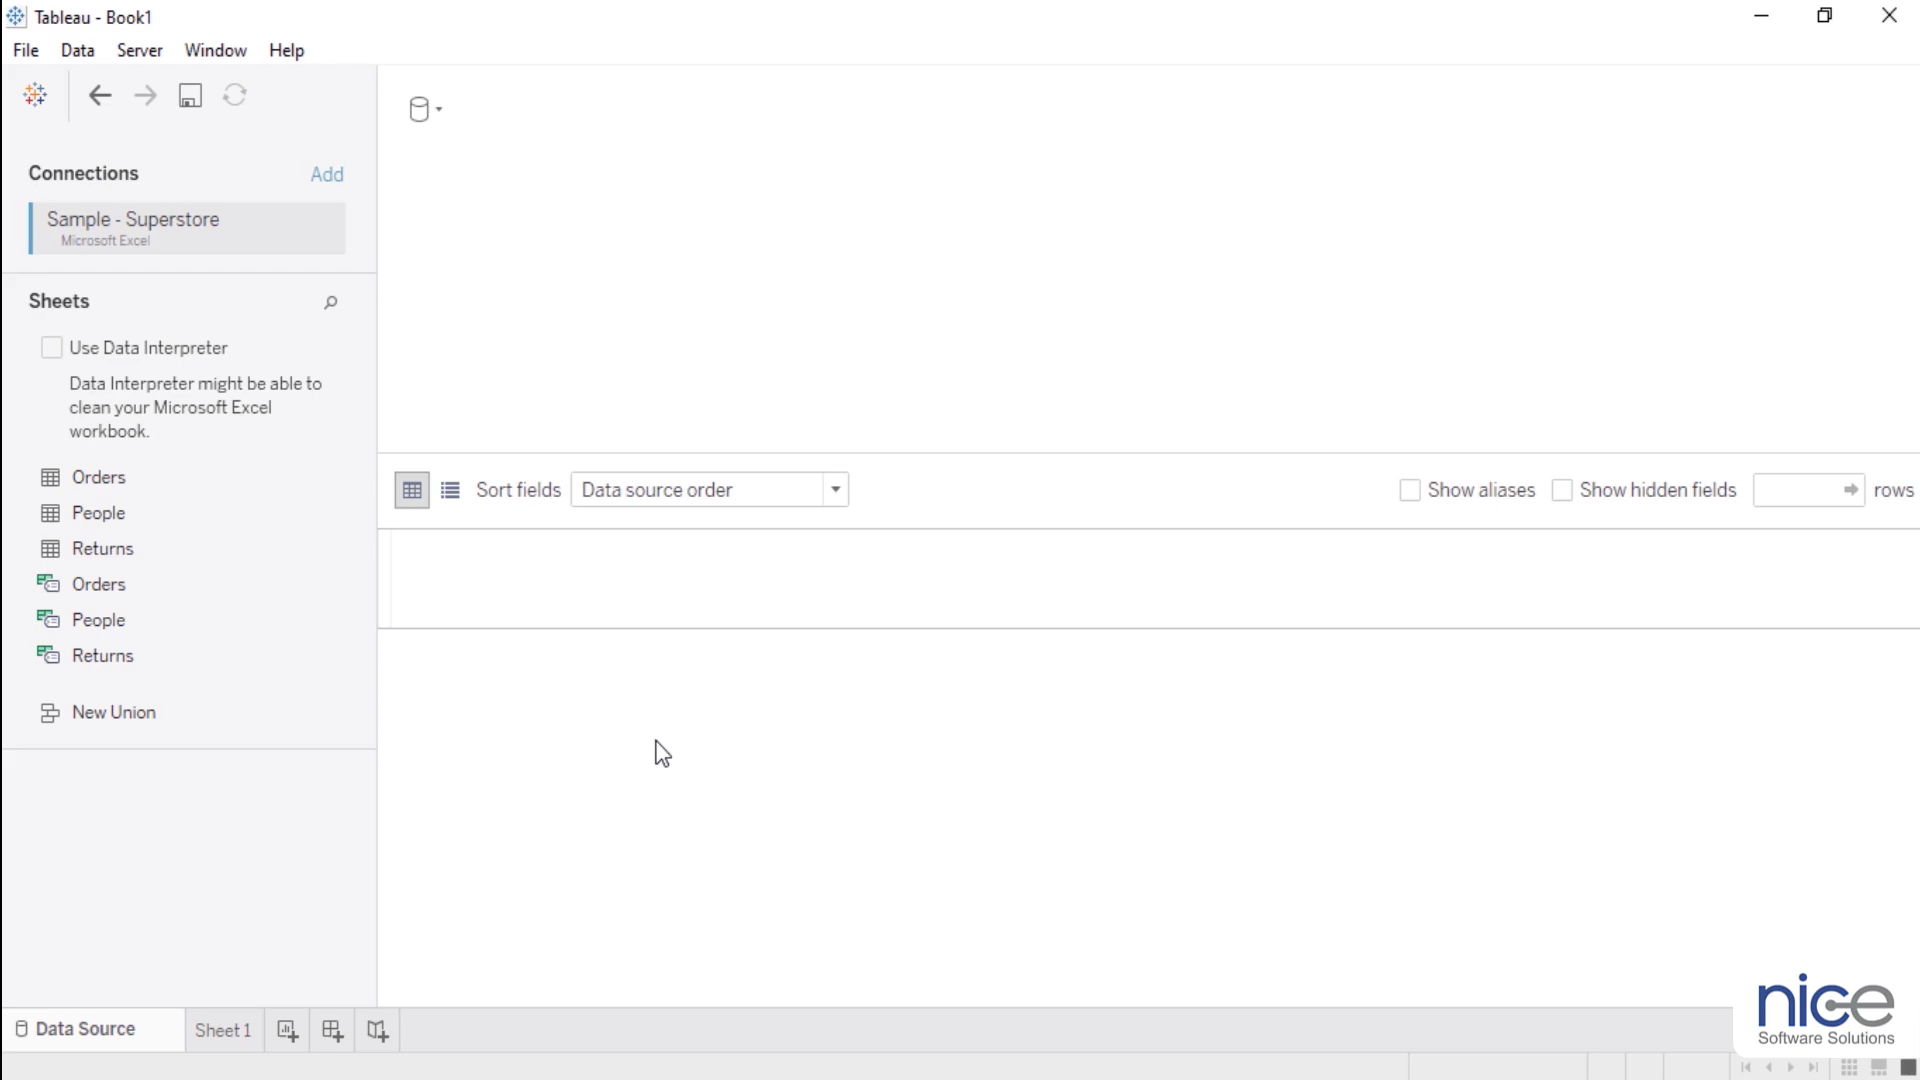 Tableau - Book1
File Data Server Window Help
Connections Add
Sample - Superstore
Microsoft Excel
Sheets
Use Data Interpreter
Data Interpreter might be able to
clean your Microsoft Excel
workbook.
Orders
People
Returns
Orders
People
Returns
New Union
Sort fields Data source order Show aliases Show hidden fields rows
Data Source Sheet 1
nice
Software Solutions